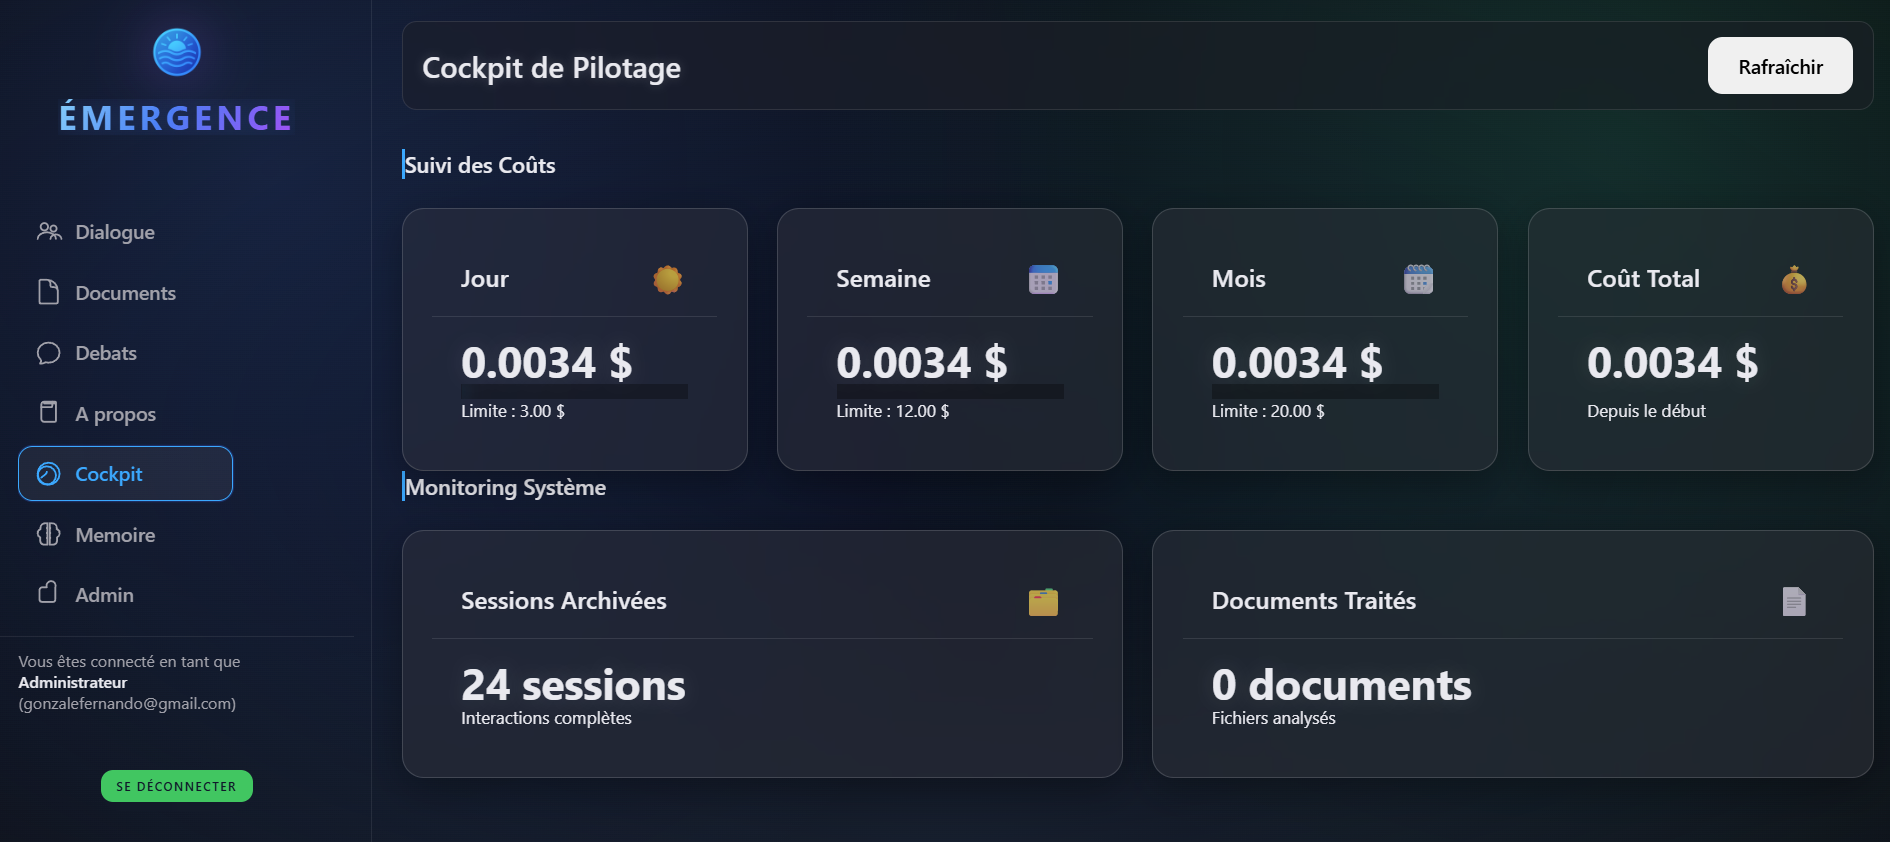 ÉMERGENCE
Dialogue
Documents
Debats
A propos
Cockpit
Memoire
Admin
Vous êtes connecté en tant que
Administrateur
(gonzalefernando@gmail.com)
SE DÉCONNECTER
Cockpit de Pilotage
Rafraîchir
Suivi des Coûts
Jour
0.0034 $
Limite : 3.00 $
Semaine
0.0034 $
Limite : 12.00 $
Mois
0.0034 $
Limite : 20.00 $
Coût Total
0.0034 $
Depuis le début
Monitoring Système
Sessions Archivées
24 sessions
Interactions complètes
Documents Traités
0 documents
Fichiers analysés